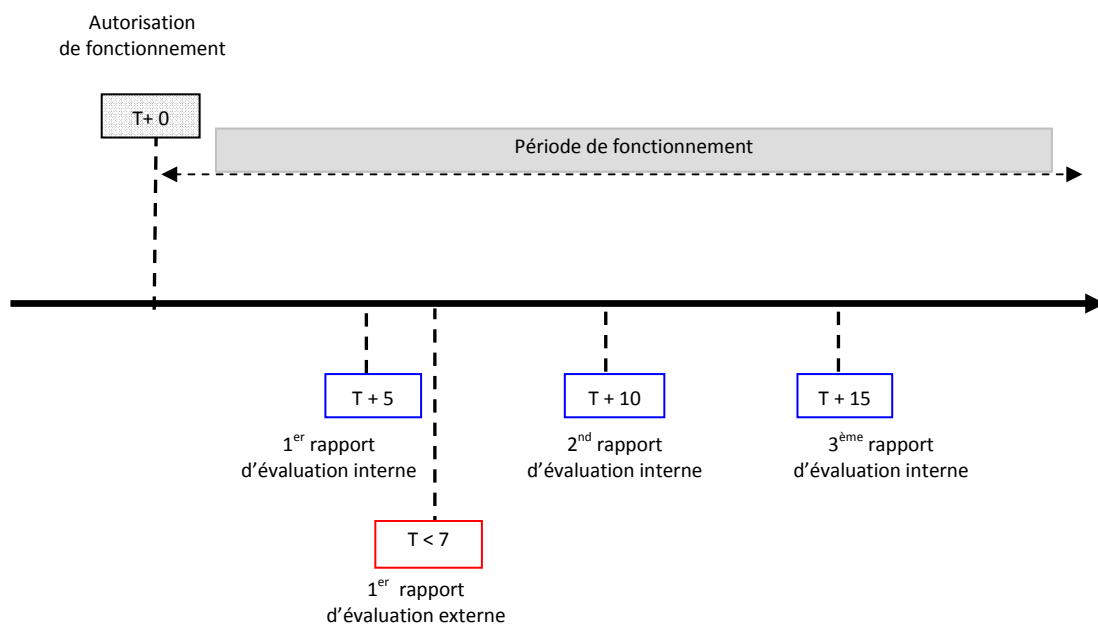 Autorisation
de fonctionnement
T+ 0
Période de fonctionnement
T + 5
1er rapport
d'évaluation interne
T + 10
2nd rapport
d'évaluation interne
T + 15
3ème rapport
d'évaluation interne
T < 7
1er rapport
d'évaluation externe